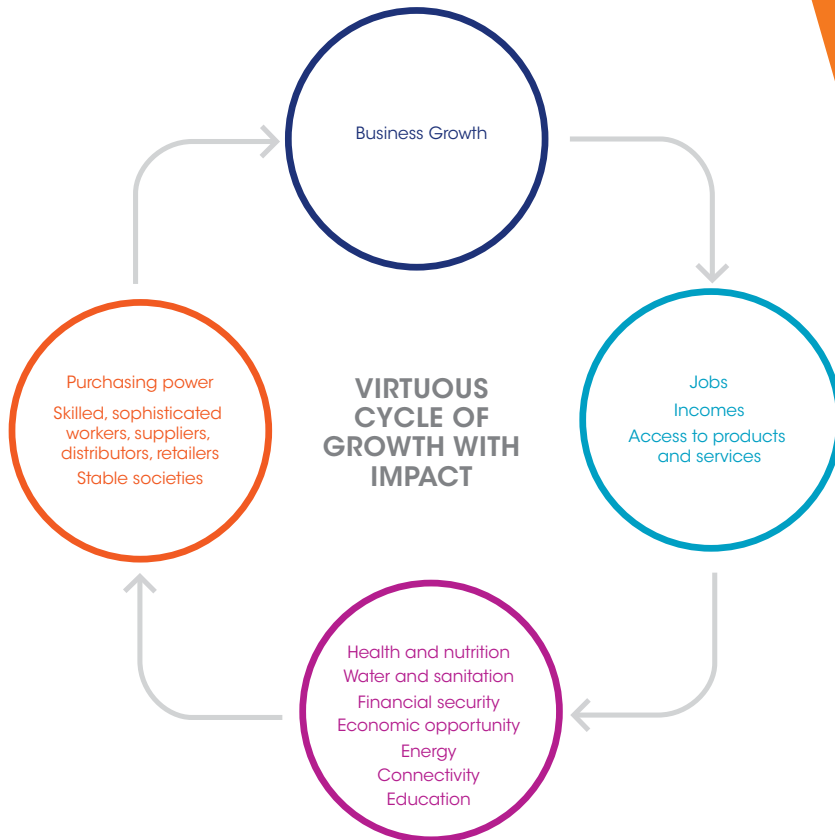 Business Growth
Purchasing power
Skilled, sophisticated
workers, suppliers,
distributors, retailers
Stable societies
VIRTUOUS
CYCLE OF
GROWTH WITH
IMPACT
Jobs
Incomes
Access to products
and services
Health and nutrition
Water and sanitation
Financial security
Economic opportunity
Energy
Connectivity
Education